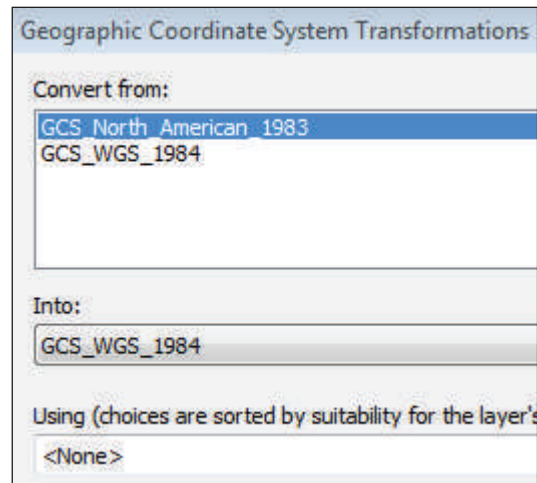 Geographic Coordinate System Transformations
Convert from:
GCS_North_American_1983
GCS_WGS_1984
Into:
GCS_WGS_1984
Using (choices are sorted by suitability for the layer's
<None>